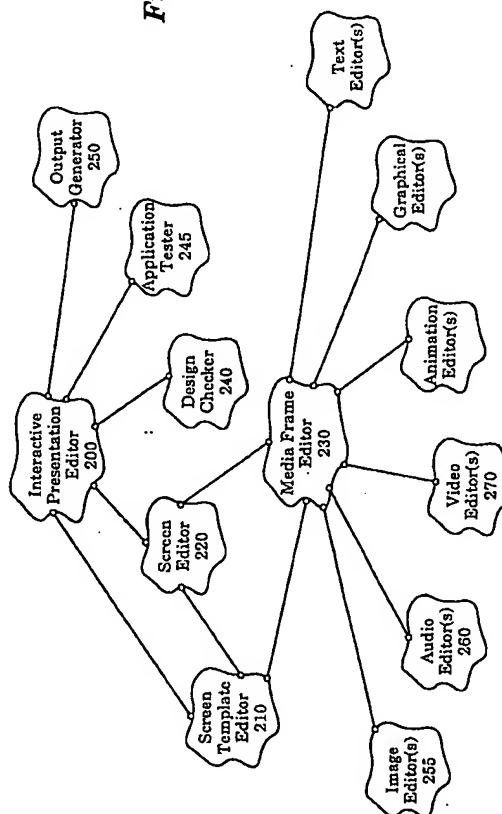 F
Interactive
Presentation
Editor
200
Output
Generator
250
Application
Tester
245
Design
Checker
240
Screen
Editor
220
Screen
Template
Editor
210
Media Frame
Editor
230
Text
Editor(s)
Graphical
Editor(s)
Animation
Editor(s)
Video
Editor(s)
270
Audio
Editor(s)
260
Image
Editor(s)
255